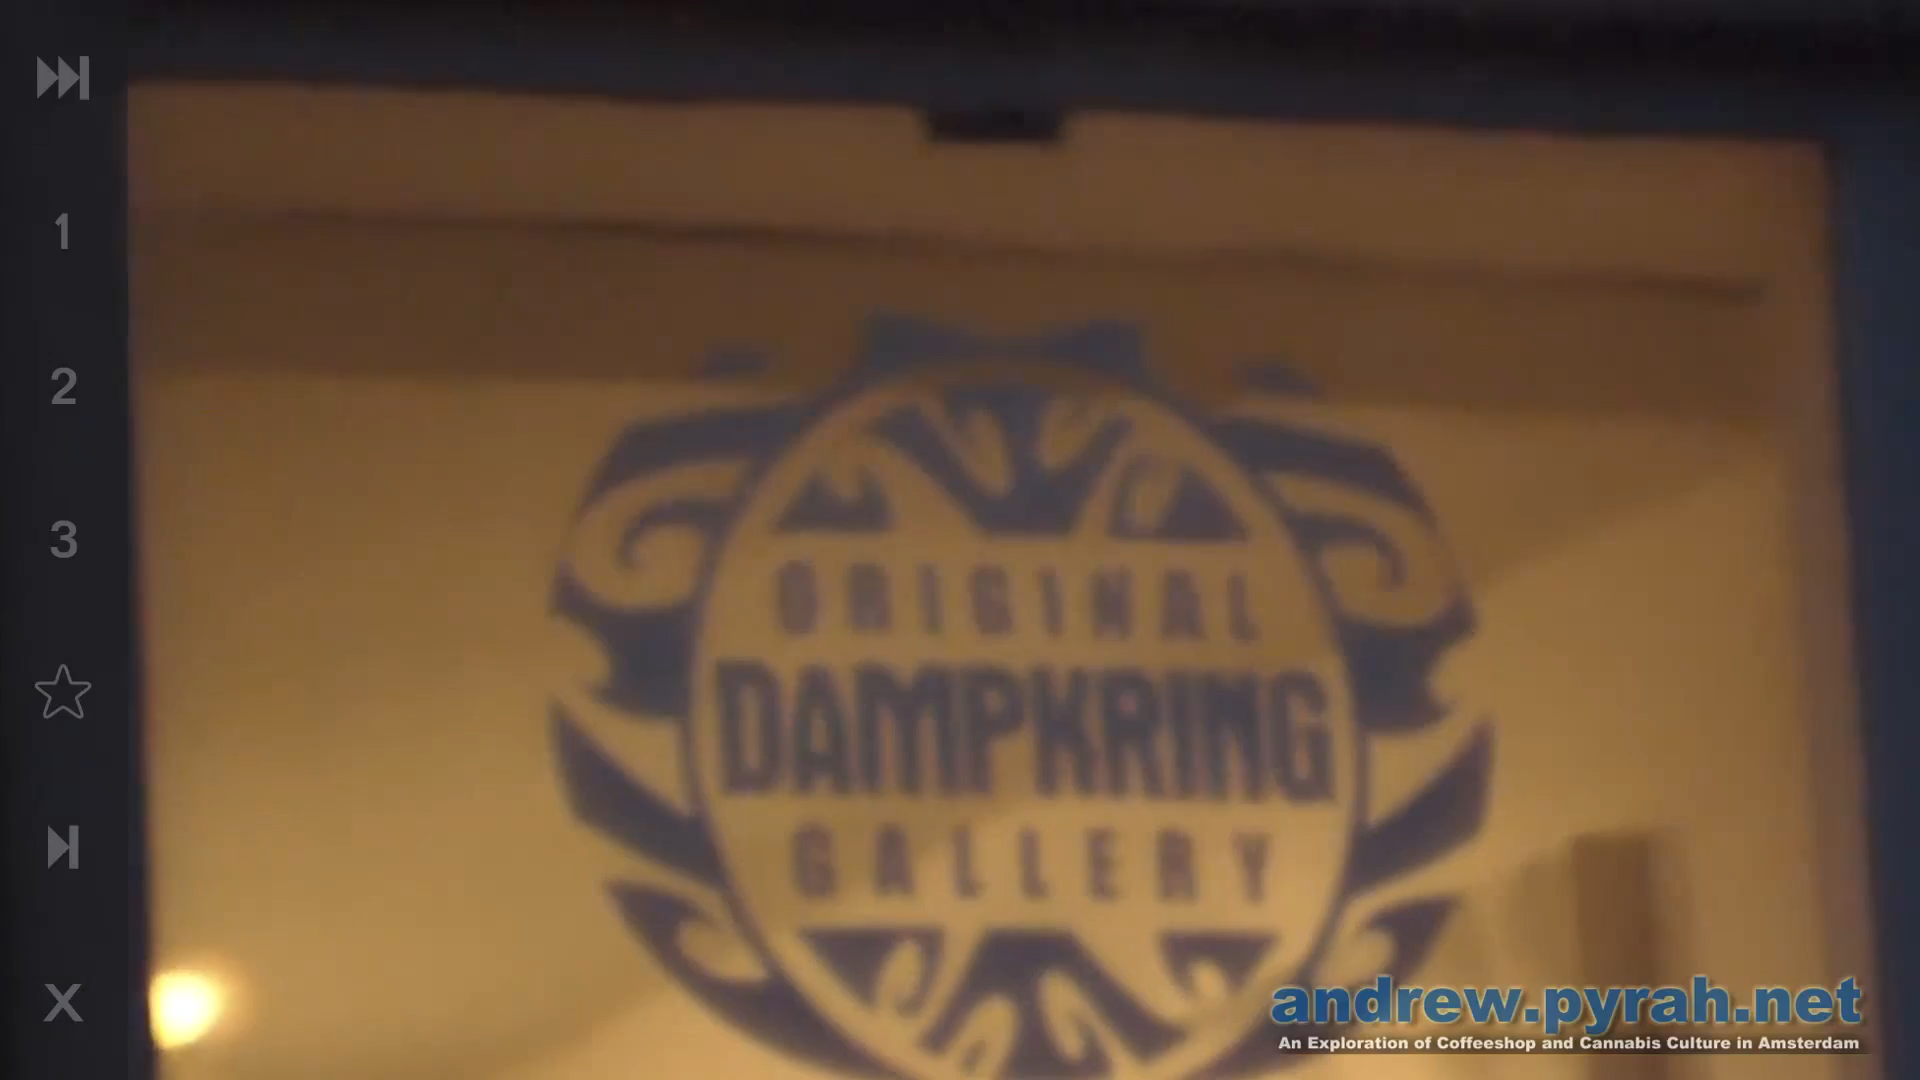 1
2
3
X
ORIGINAL
DAMPKRING
GALLERY
andrew.pyrah.net
An Exploration of Coffeeshop and Cannabis Culture in Amsterdam